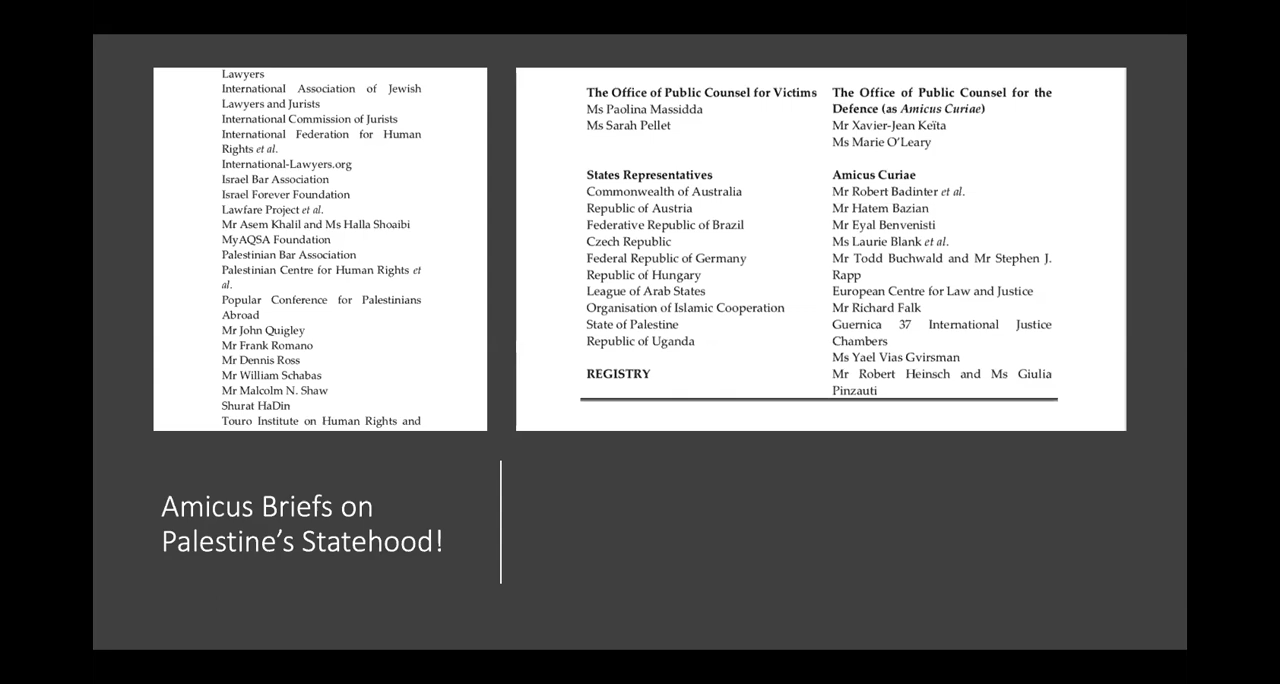 Lawyers
International Association of Jewish
Lawyers and Jurists
International Commission of Jurists
International Federation for Human
Rights et al.
International-Lawyers.org
Israel Bar Association
Israel Forever Foundation
Lawfare Project et al.
Mr Asem Khalil and Ms Halla Shoaibi
MyAQSA Foundation
Palestinian Bar Association
Palestinian Centre for Human Rights et
al.
Popular Conference for Palestinians
Abroad
Mr John Quigley
Mr Frank Romano
Mr Dennis Ross
Mr William Schabas
Mr Malcolm N. Shaw
Shurat HaDin
Touro Institute on Human Rights and
The Office of Public Counsel for Victims
Ms Paolina Massidda
Ms Sarah Pellet
States Representatives
Commonwealth of Australia
Republic of Austria
Federative Republic of Brazil
Czech Republic
Federal Republic of Germany
Republic of Hungary
League of Arab States
Organisation of Islamic Cooperation
State of Palestine
Republic of Uganda
REGISTRY
The Office of Public Counsel for the
Defence (as Amicus Curiae)
Mr Xavier-Jean Keïta
Ms Marie O'Leary
Amicus Curiae
Mr Robert Badinter et al.
Mr Hatem Bazian
Mr Eyal Benvenisti
Ms Laurie Blank et al.
Mr Todd Buchwald and Mr Stephen J.
Rapp
European Centre for Law and Justice
Mr Richard Falk
Guernica 37 International Justice
Chambers
Ms Yael Vias Gvirsman
Mr Robert Heinsch and Ms Giulia
Pinzauti
Amicus Briefs on
Palestine's Statehood!